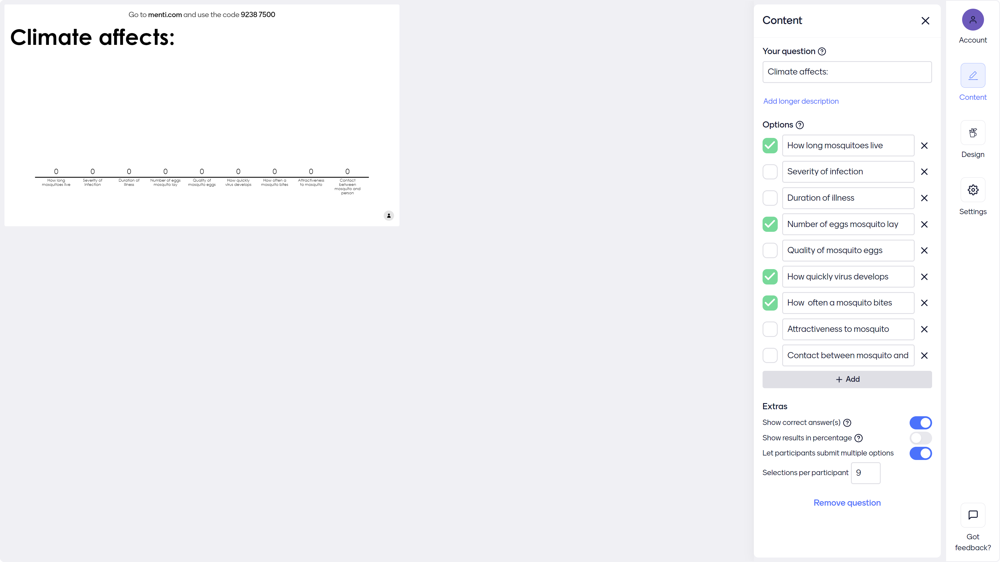 Go to menti.com and use the code 9238 7500
Climate affects:
0 0 0 0 0 0 0 0 0
How long
mosquitoes live
Severity of
infection
Duration of
illness
Number of eggs
mosquito lay
Quality of
mosquito eggs
How quickly
virus develops
How often a
mosquito bites
Attractiveness
to mosquito
Contact
between
mosquito and
person
Content
Your question
Climate affects:
Add longer description
Options
How long mosquitoes live
Severity of infection
Duration of illness
Number of eggs mosquito lay
Quality of mosquito eggs
How quickly virus develops
How  often a mosquito bites
Attractiveness to mosquito
Contact between mosquito and
+ Add
Extras
Show correct answer(s)
Show results in percentage
Let participants submit multiple options
Selections per participant 9
Remove question
Account
Content
Design
Settings
Got
feedback?